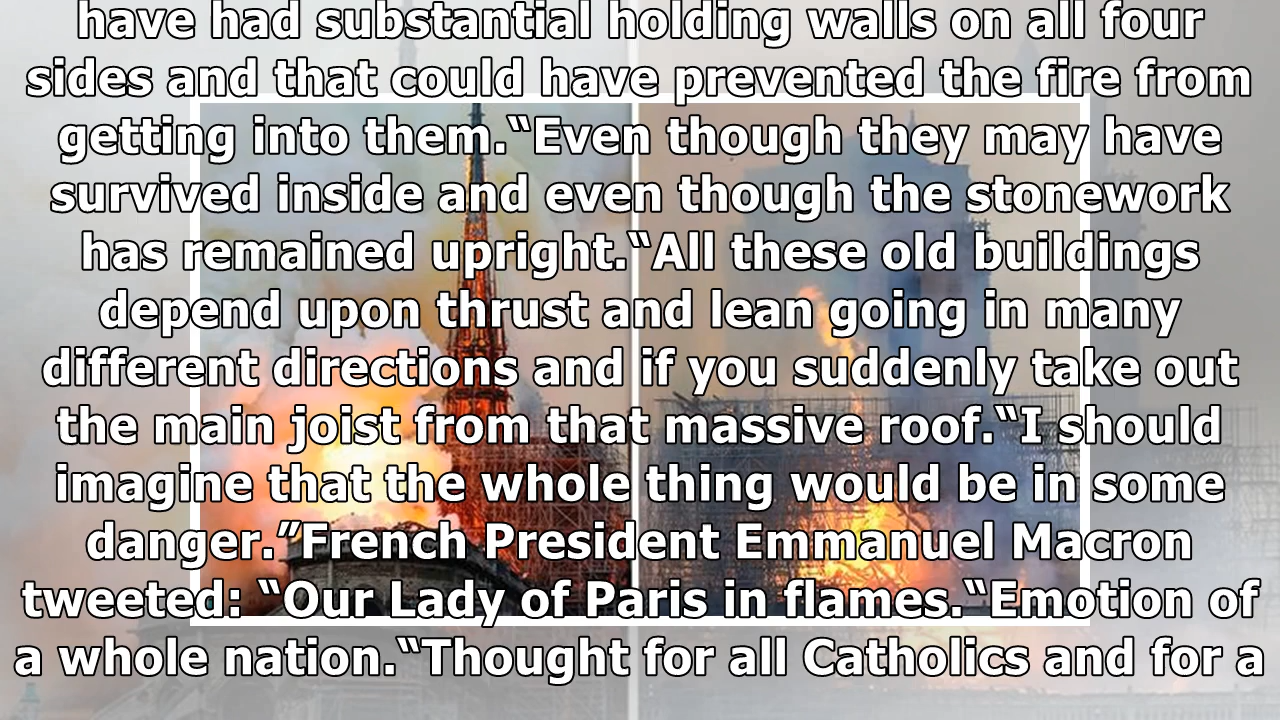 have had substantial holding walls on all four
sides and that could have prevented the fire from
getting into them.“Even though they may have
survived inside and even though the stonework
has remained upright.“All these old buildings
depend upon thrust and lean going in many
different directions and if you suddenly take out
the main joist from that massive roof.“I should
imagine that the whole thing would be in some
danger.”French President Emmanuel Macron
tweeted: “Our Lady of Paris in flames.“Emotion of
a whole nation.“Thought for all Catholics and for a